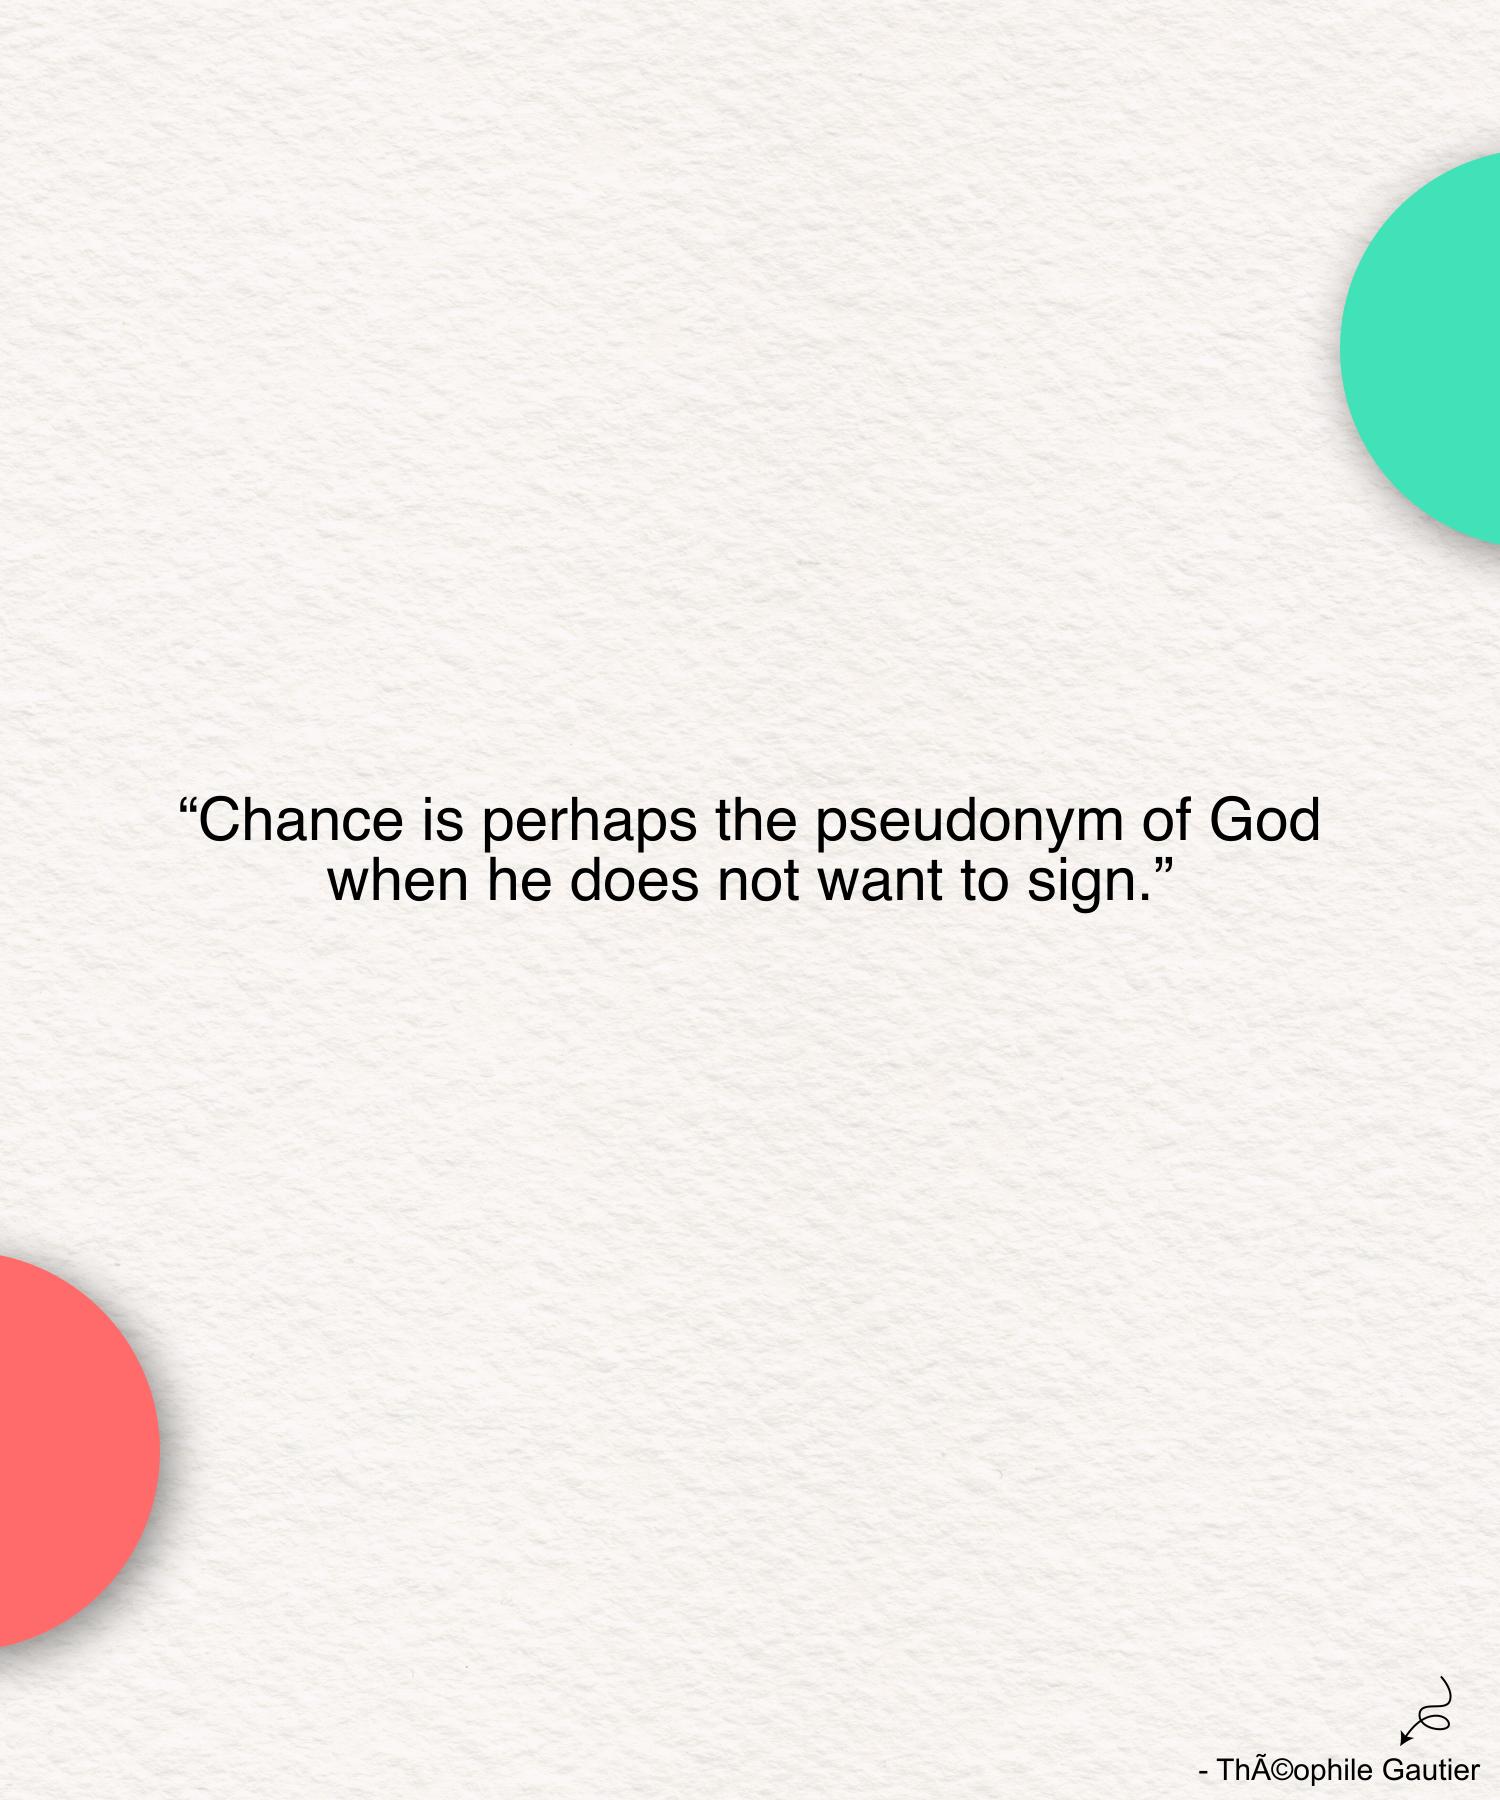 “Chance is perhaps the pseudonym of God
when he does not want to sign.”
- ThÃ©ophile Gautier